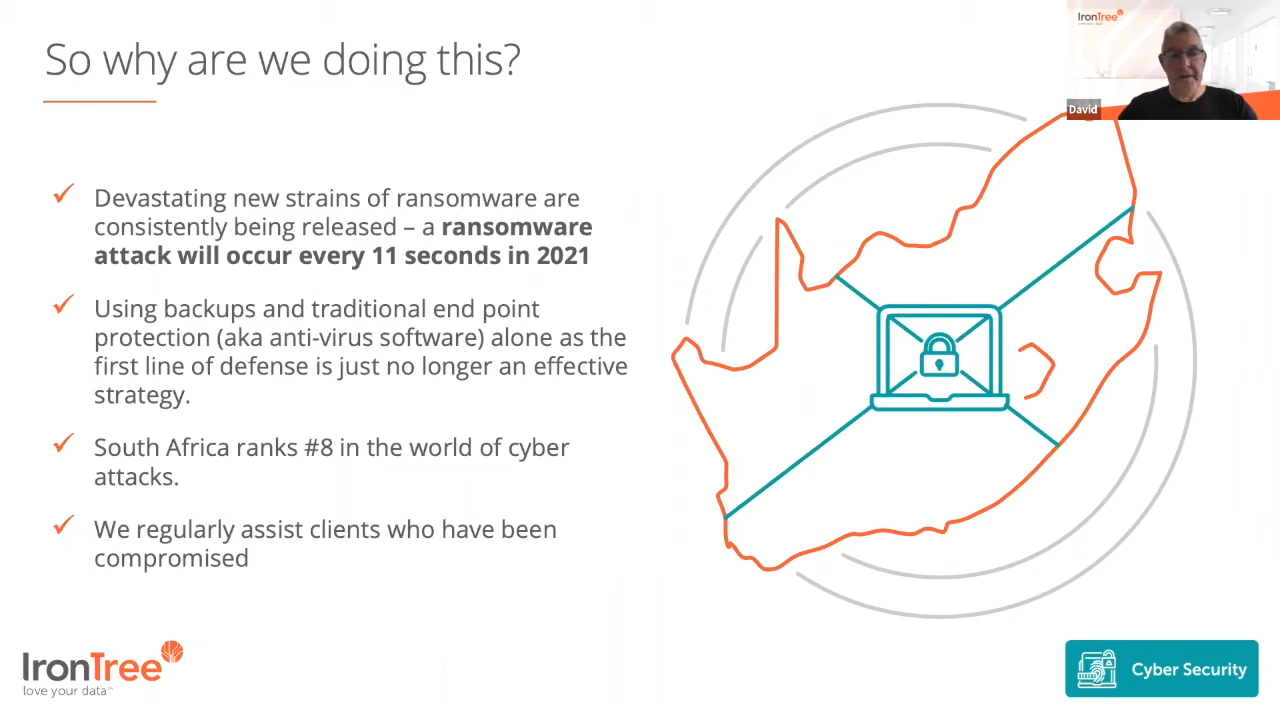 So why are we doing this?
Devastating new strains of ransomware are
consistently being released – a ransomware
attack will occur every 11 seconds in 2021
Using backups and traditional end point
protection (aka anti-virus software) alone as the
first line of defense is just no longer an effective
strategy.
South Africa ranks #8 in the world of cyber
attacks.
We regularly assist clients who have been
compromised
IronTree
love your data™
Cyber Security
IronTree
love your data
David